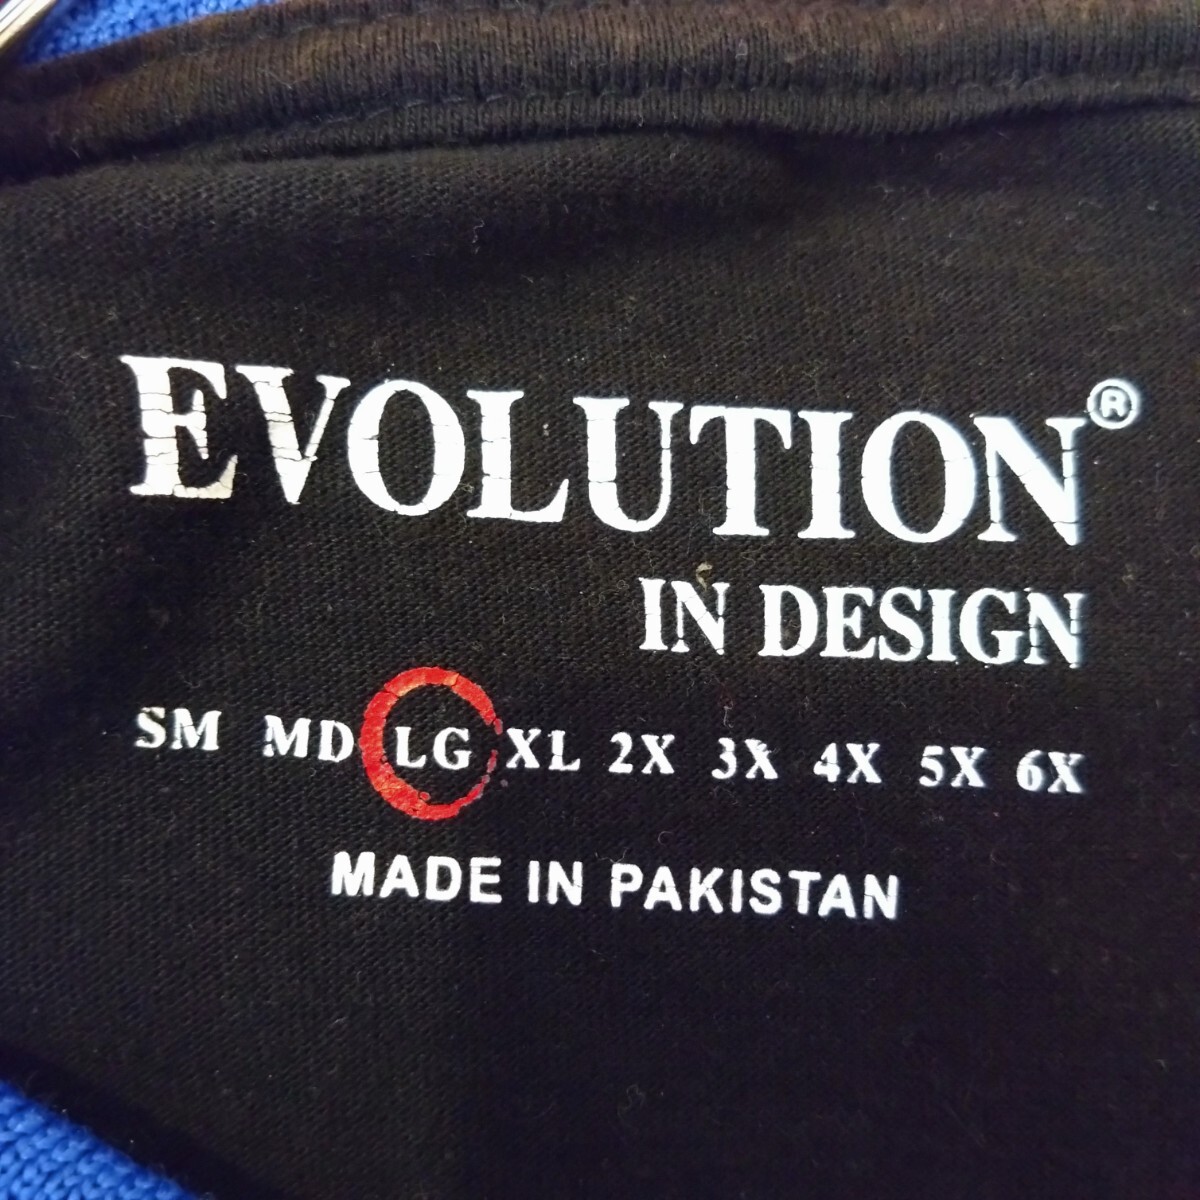 EVOLUTION®
IN DESIGN
SM MD LG XL 2X 3X 4X 5X 6X
MADE IN PAKISTAN